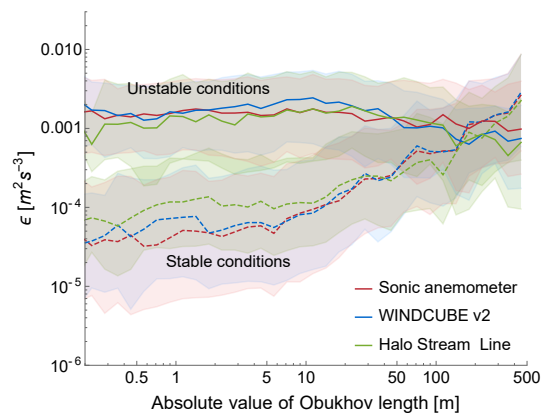 0.010
Unstable conditions
0.001
ϵ [m²s⁻³]
10⁻⁴
Stable conditions
10⁻⁵
Sonic anemometer
WINDCUBE v2
Halo Stream Line
10⁻⁶
0.5 1 5 10 50 100 500
Absolute value of Obukhov length [m]